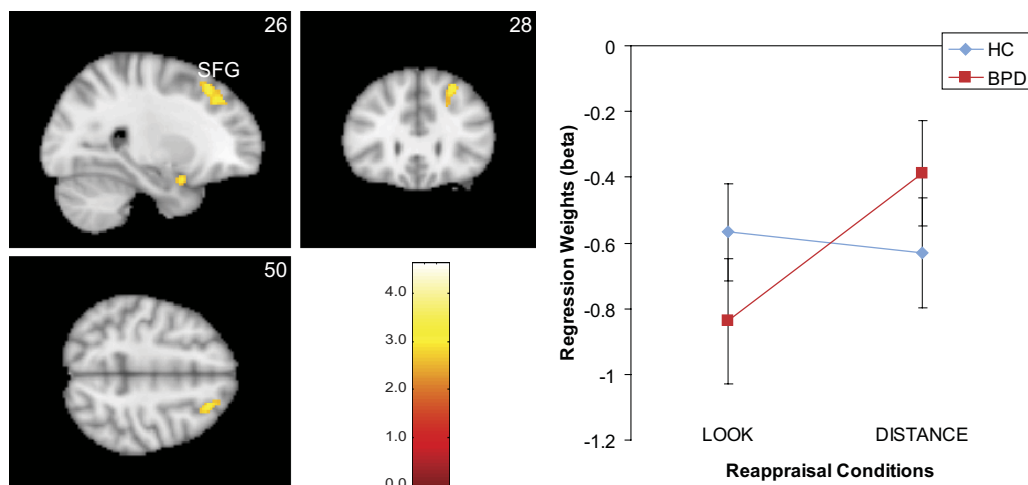 26
SFG
28
50
4.0
3.0
2.0
1.0
0.0
0
-0.2
-0.4
-0.6
-0.8
-1
-1.2
Regression Weights (beta)
HC
BPD
LOOK DISTANCE
Reappraisal Conditions